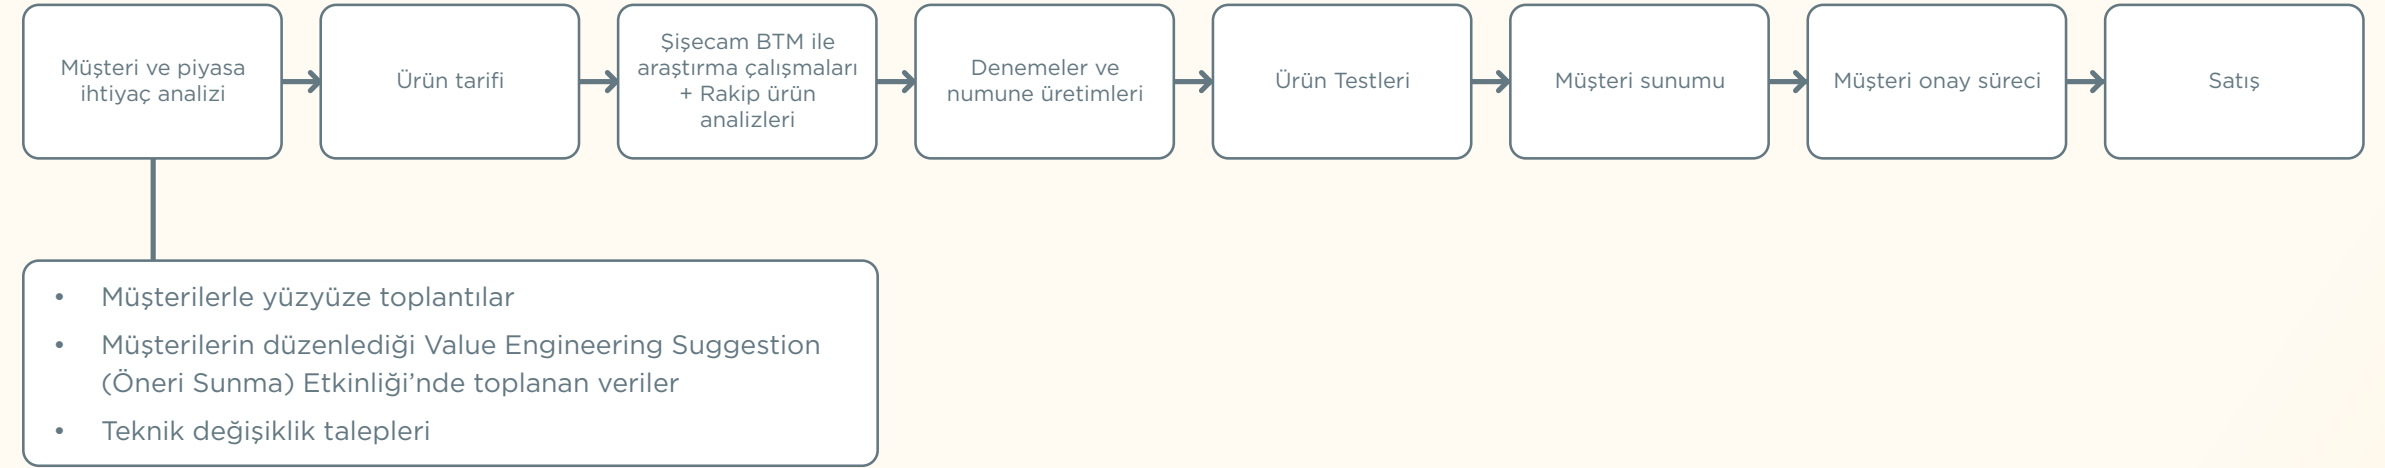 Müşteri ve piyasa
ihtiyaç analizi
Ürün tarifi
Şişecam BTM ile
araştırma çalışmaları
+ Rakip ürün
analizleri
Denemeler ve
numune üretimleri
Ürün Testleri
Müşteri sunumu
Müşteri onay süreci
Satış
• Müşterilerle yüzyüze toplantılar
• Müşterilerin düzenlediği Value Engineering Suggestion
(Öneri Sunma) Etkinliği’nde toplanan veriler
• Teknik değişiklik talepleri